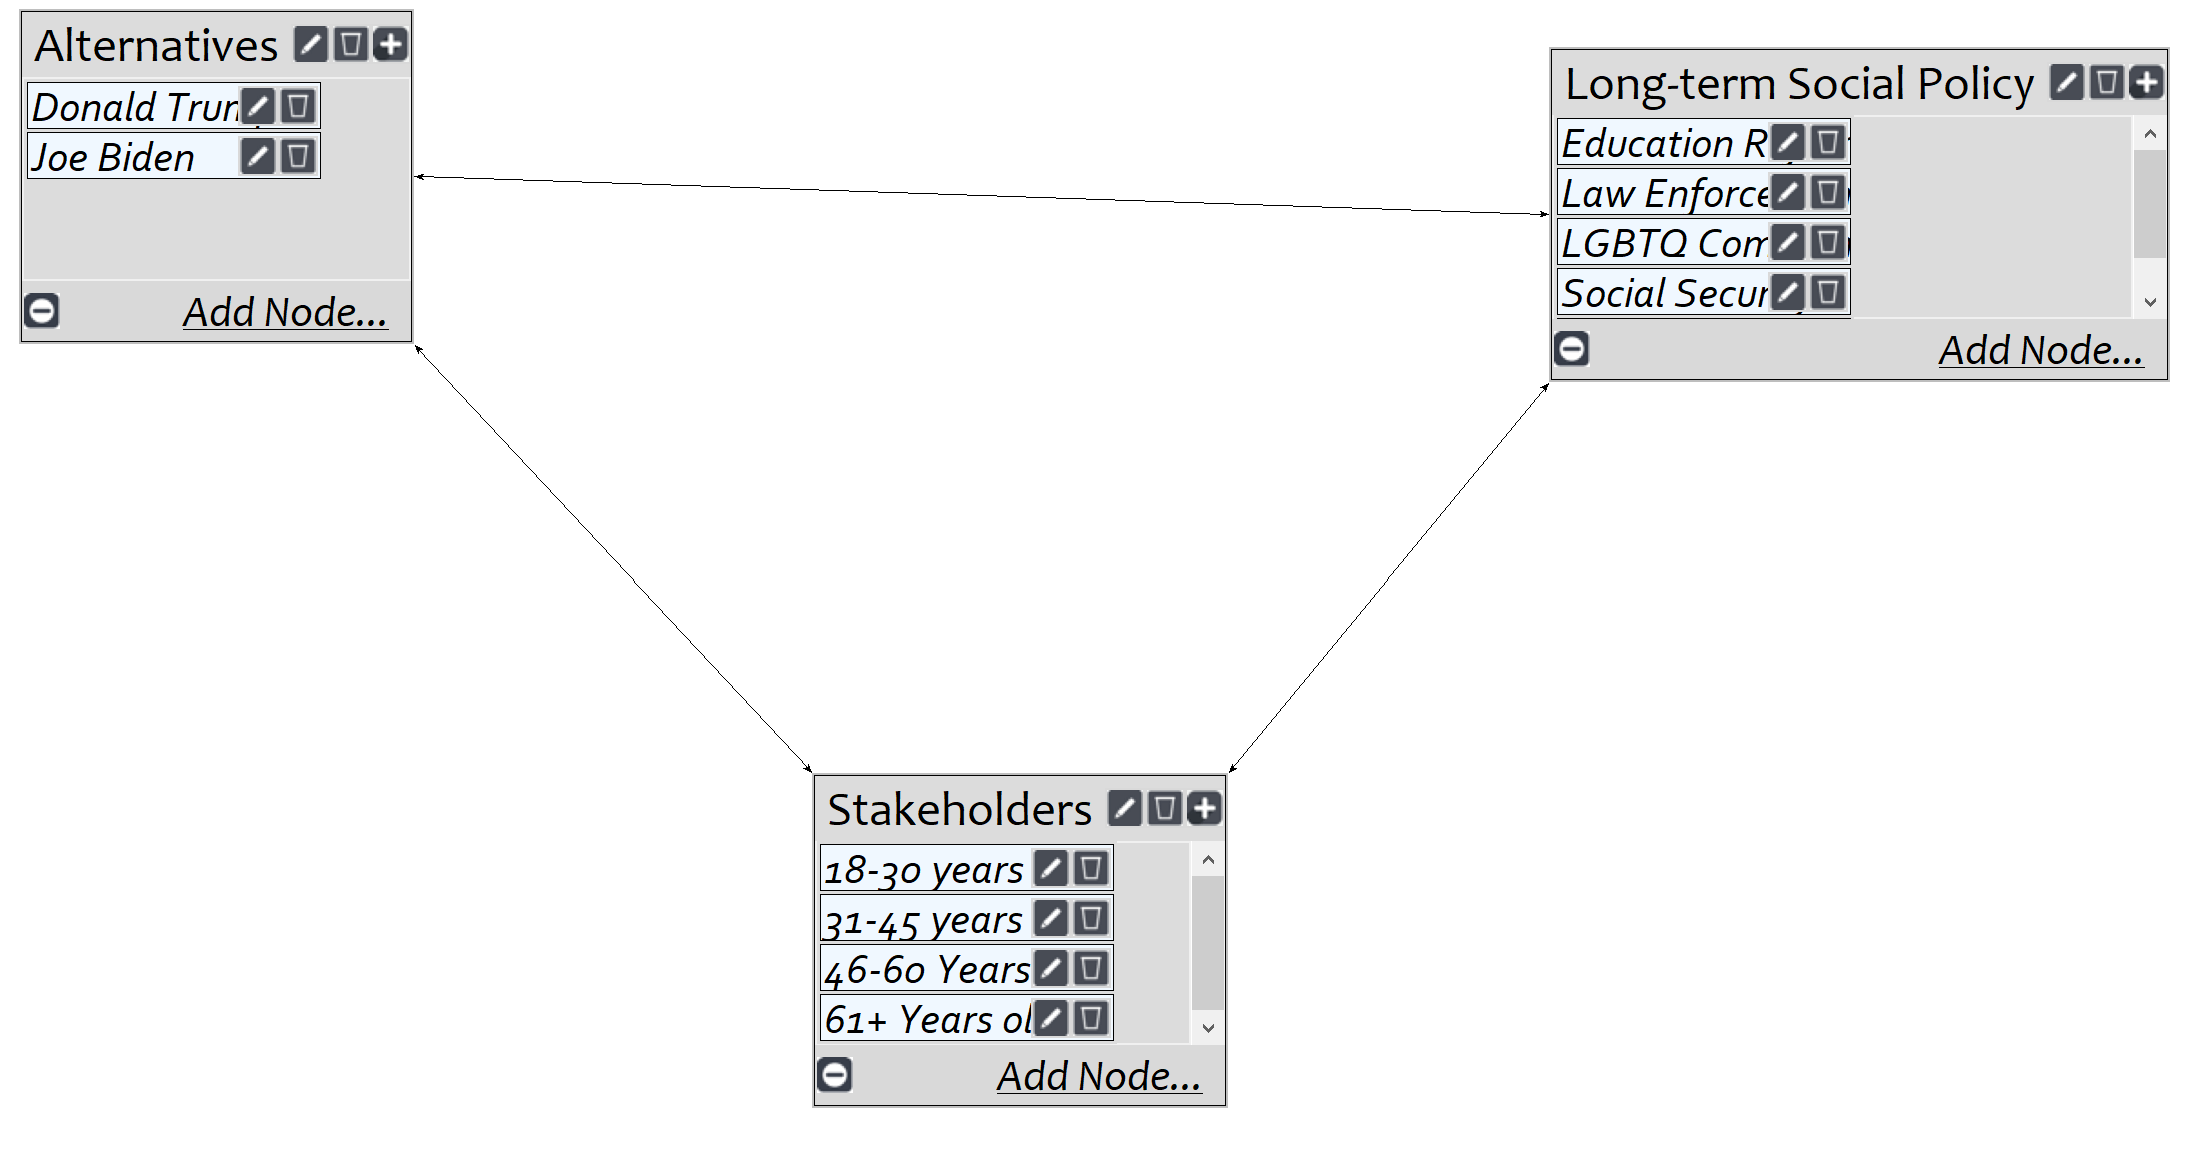 Alternatives
Donald Trum
Joe Biden
Add Node...
Long-term Social Policy
Education R
Law Enforce
LGBTQ Com
Social Secur
Add Node...
Stakeholders
18-30 years
31-45 years
46-60 Years
61+ Years ol
Add Node...